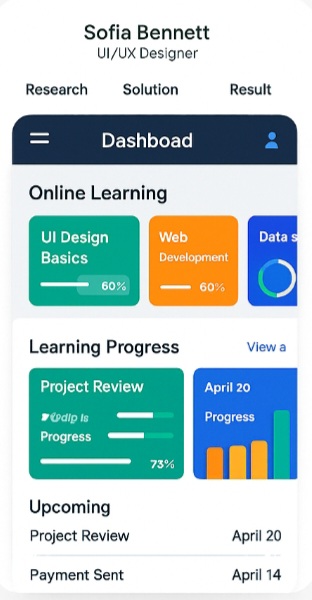 Sofia Bennett
UI/UX Designer
Research Solution Result
Dashboad
Online Learning
UI Design
Basics
60%
Web
Development
60%
Data s
Learning Progress View a
Project Review
Progress
73%
April 20
Progress
Upcoming
Project Review April 20
Payment Sent April 14